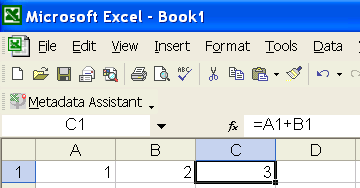 Microsoft Excel - Book1
File Edit View Insert Format Tools Data
Metadata Assistant
C1 fx =A1+B1
A B C D
1 1 2 3